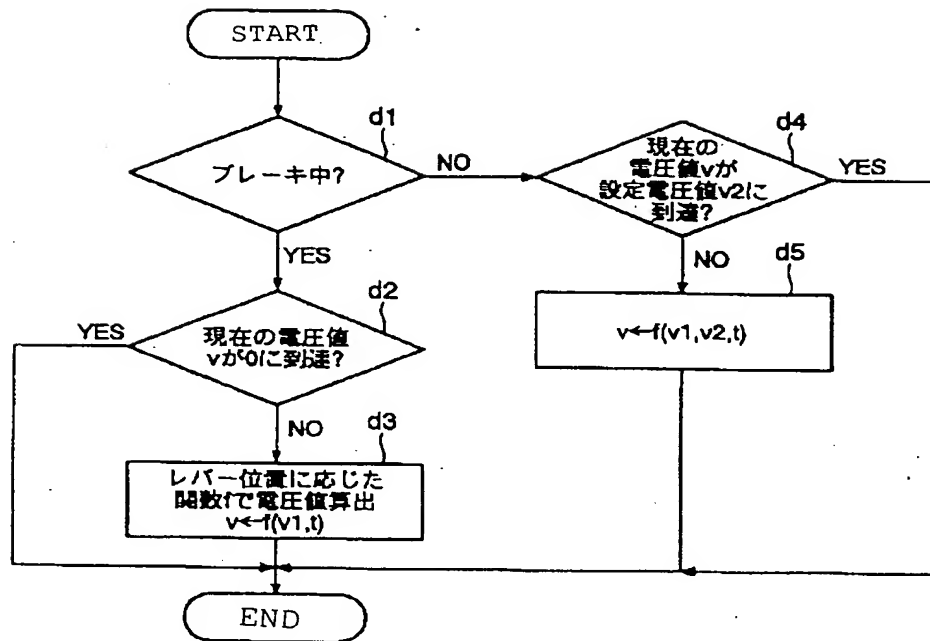 START
d1
ブレーキ中?
NO
YES
d4
現在の
電圧値vが
設定電圧値v2に
到達?
YES
NO
d5
v←f(v1,v2,t)
d2
現在の電圧値
vが0に到達?
YES
NO
d3
レバー位置に応じた
関数fで電圧値算出
v←f(v1,t)
END